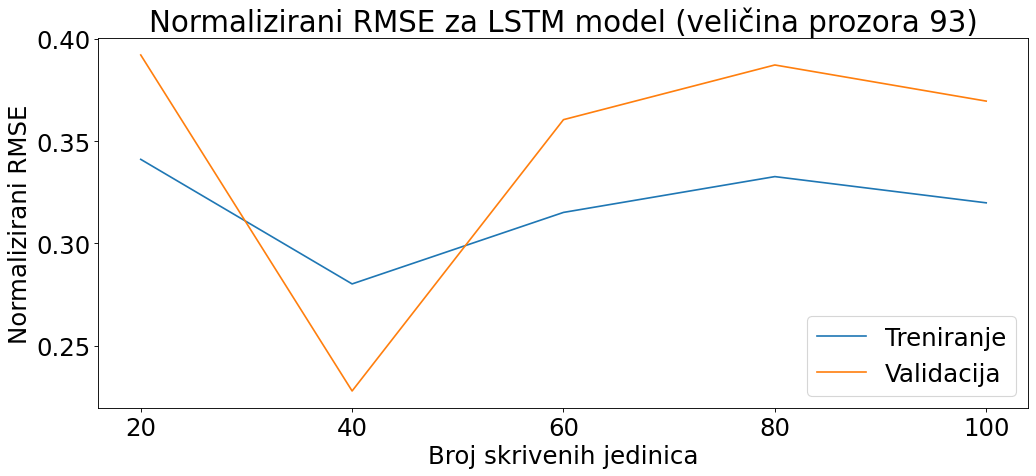 Normalizirani RMSE za LSTM model (veličina prozora 93)
Normalizirani RMSE
0.40
0.35
0.30
0.25
20 40 60 80 100
Broj skrivenih jedinica
Treniranje
Validacija